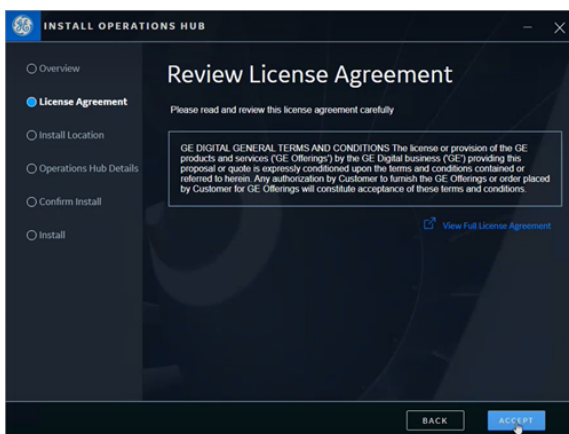 INSTALL OPERATIONS HUB
Overview
License Agreement
Install Location
Operations Hub Details
Confirm Install
Install
Review License Agreement
Please read and review this license agreement carefully
GE DIGITAL GENERAL TERMS AND CONDITIONS The license or provision of the GE
products and services ('GE Offerings') by the GE Digital business ('GE') providing this
proposal or quote is expressly conditioned upon the terms and conditions contained or
referred to herein. Any authorization by Customer to furnish the GE Offerings or order placed
by Customer for GE Offerings will constitute acceptance of these terms and conditions.
View Full License Agreement
BACK
ACCEPT